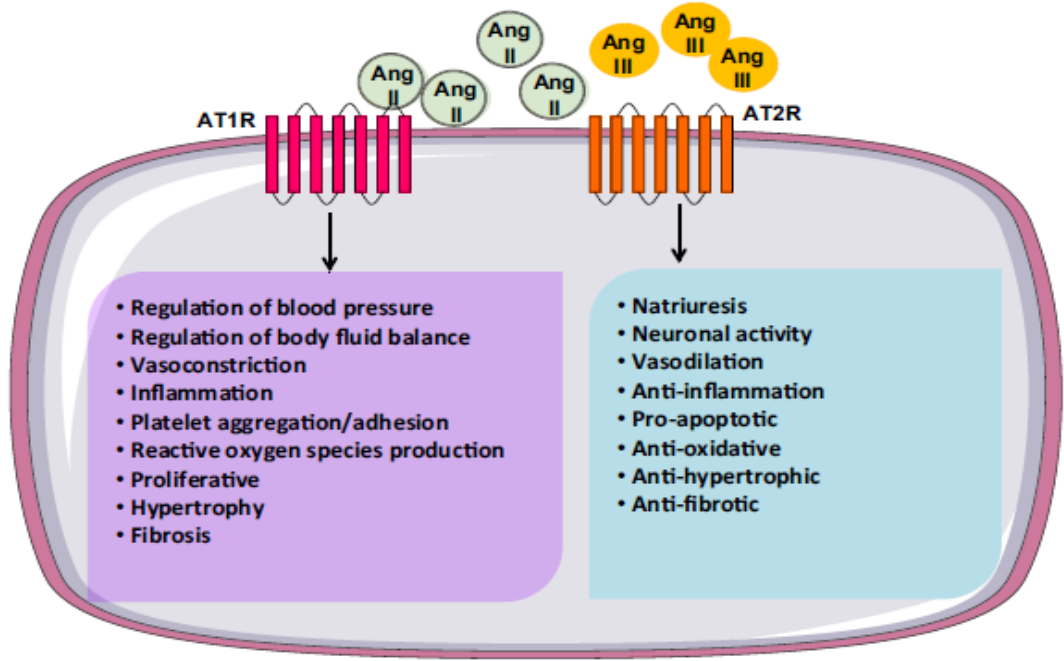 Ang
II
Ang
III
Ang
III
Ang
III
Ang
II
Ang
II
Ang
II
AT1R
AT2R
• Regulation of blood pressure
• Regulation of body fluid balance
• Vasoconstriction
• Inflammation
• Platelet aggregation/adhesion
• Reactive oxygen species production
• Proliferative
• Hypertrophy
• Fibrosis
• Natriuresis
• Neuronal activity
• Vasodilation
• Anti-inflammation
• Pro-apoptotic
• Anti-oxidative
• Anti-hypertrophic
• Anti-fibrotic